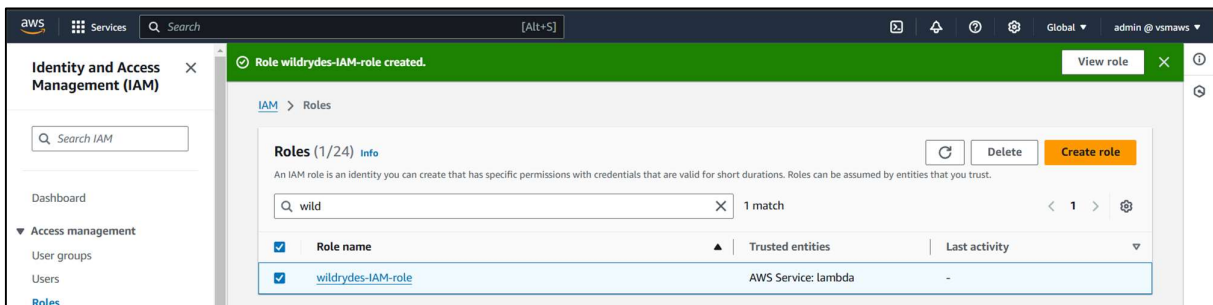 aws Services Search [Alt+S] Global ▼ admin @ vsmaws ▼
Identity and Access Management (IAM)
Search IAM
Dashboard
Access management
User groups
Users
Roles
Role wildrydes-IAM-role created. View role
IAM > Roles
Roles (1/24) Info Delete Create role
An IAM role is an identity you can create that has specific permissions with credentials that are valid for short durations. Roles can be assumed by entities that you trust.
wild 1 match < 1 >
Role name Trusted entities Last activity
wildrydes-IAM-role AWS Service: lambda -